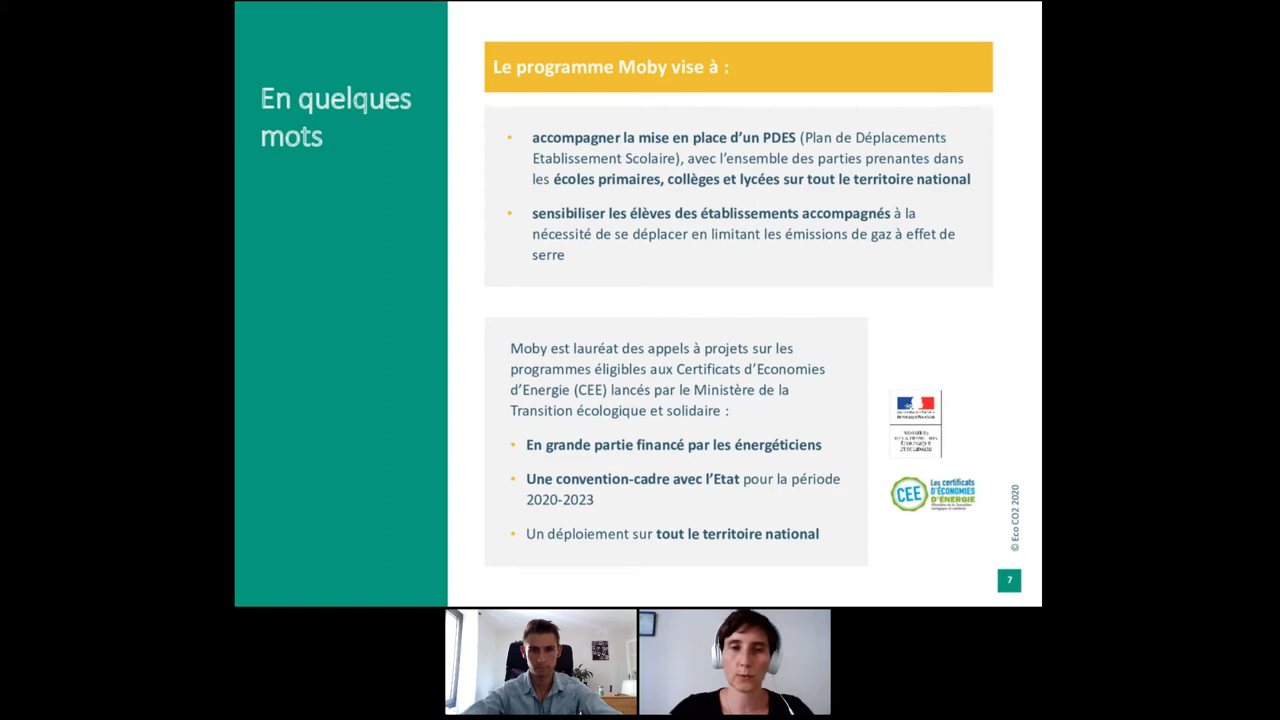 En quelques
mots
Le programme Moby vise à :
• accompagner la mise en place d'un PDES (Plan de Déplacements
Etablissement Scolaire), avec l'ensemble des parties prenantes dans
les écoles primaires, collèges et lycées sur tout le territoire national
• sensibiliser les élèves des établissements accompagnés à la
nécessité de se déplacer en limitant les émissions de gaz à effet de
serre
Moby est lauréat des appels à projets sur les
programmes éligibles aux Certificats d'Economies
d'Energie (CEE) lancés par le Ministère de la
Transition écologique et solidaire :
• En grande partie financé par les énergéticiens
• Une convention-cadre avec l'Etat pour la période
2020-2023
• Un déploiement sur tout le territoire national
CEE
Les certificats
D'ÉCONOMIES
D'ÉNERGIE
© Eco CO2 2020
7